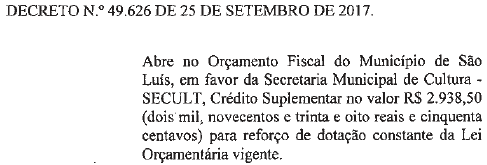 DECRETO N.º 49.626 DE 25 DE SETEMBRO DE 2017.
Abre no Orçamento Fiscal do Município de São
Luís, em favor da Secretaria Municipal de Cultura -
SECULT, Crédito Suplementar no valor R$ 2.938,50
(dois mil, novecentos e trinta e oito reais e cinquenta
centavos) para reforço de dotação constante da Lei
Orçamentária vigente.